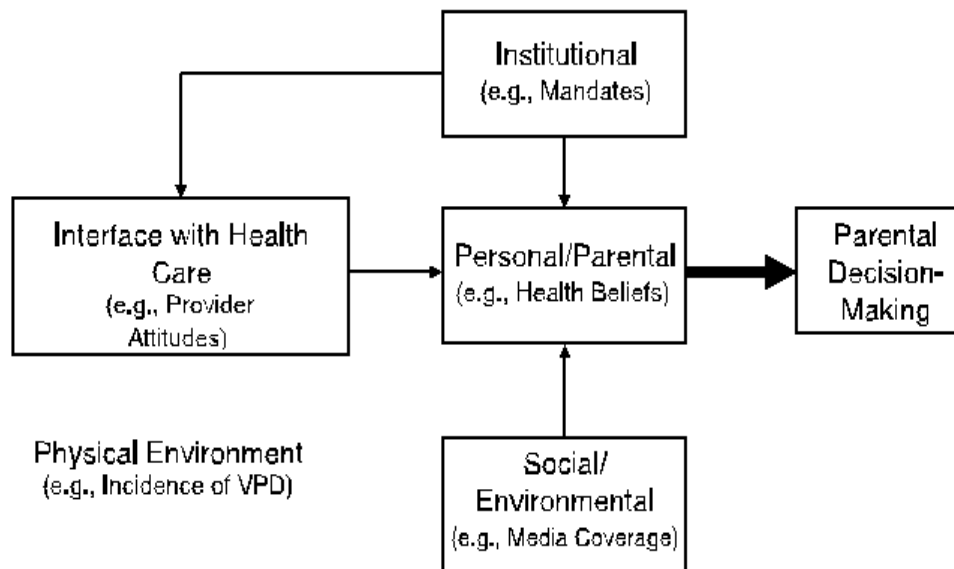 Institutional
(e.g., Mandates)
Interface with Health
Care
(e.g., Provider
Attitudes)
Personal/Parental
(e.g., Health Beliefs)
Parental
Decision-
Making
Physical Environment
(e.g., Incidence of VPD)
Social/
Environmental
(e.g., Media Coverage)